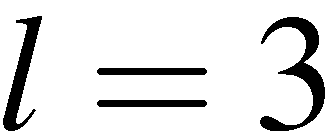 l = 3